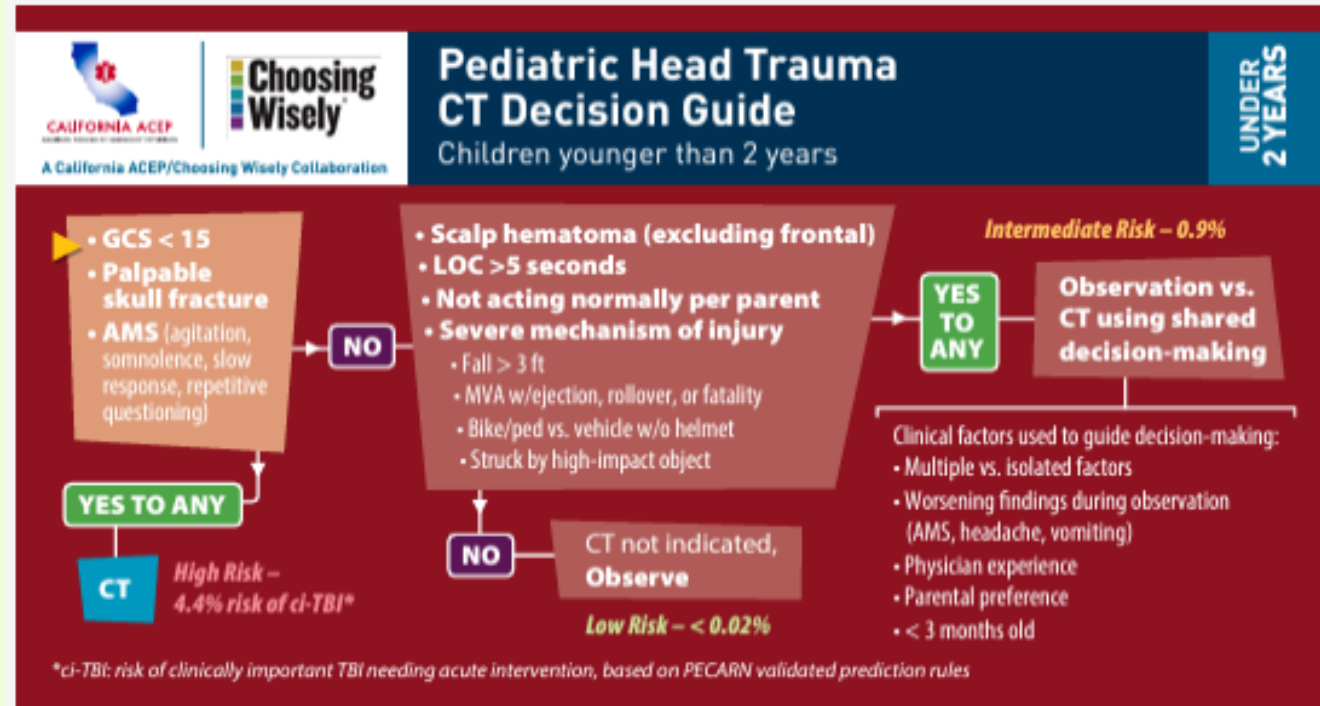 CALIFORNIA ACEP
Choosing
Wisely
A California ACEP/Choosing Wisely Collaboration
Pediatric Head Trauma
CT Decision Guide
Children younger than 2 years
UNDER
2 YEARS
• GCS < 15
• Palpable
skull fracture
• AMS (agitation,
somnolence, slow
response, repetitive
questioning)
NO
• Scalp hematoma (excluding frontal)
• LOC >5 seconds
• Not acting normally per parent
• Severe mechanism of injury
• Fall > 3 ft
• MVA w/ejection, rollover, or fatality
• Bike/ped vs. vehicle w/o helmet
• Struck by high-impact object
Intermediate Risk – 0.9%
YES
TO
ANY
Observation vs.
CT using shared
decision-making
Clinical factors used to guide decision-making:
• Multiple vs. isolated factors
• Worsening findings during observation
(AMS, headache, vomiting)
• Physician experience
• Parental preference
• < 3 months old
YES TO ANY
CT
High Risk –
4.4% risk of ci-TBI*
NO
CT not indicated,
Observe
Low Risk – < 0.02%
*ci-TBI: risk of clinically important TBI needing acute intervention, based on PECARN validated prediction rules